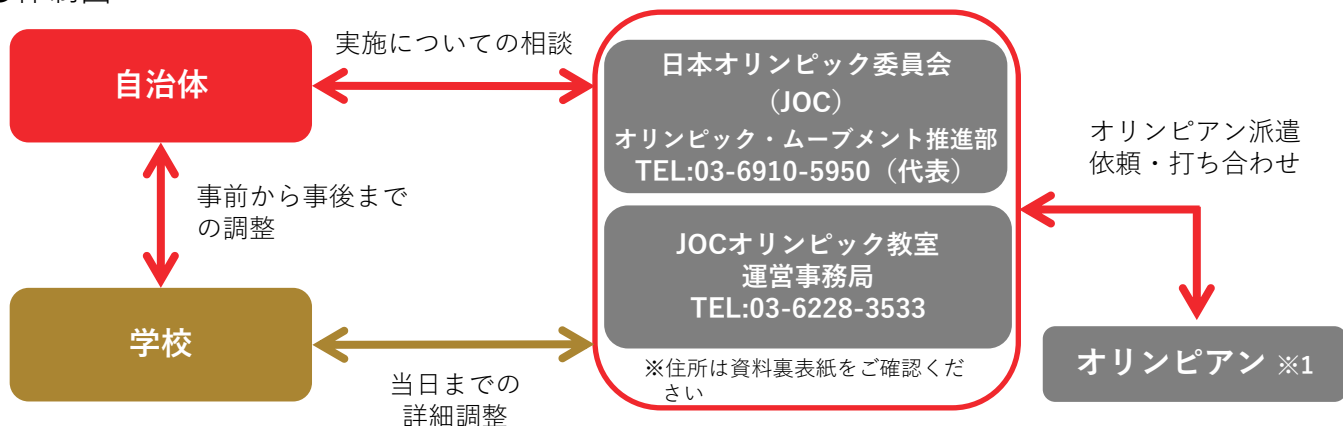 実施についての相談
自治体
日本オリンピック委員会
（JOC）
オリンピック・ムーブメント推進部
TEL:03-6910-5950（代表）
オリンピアン派遣
依頼・打ち合わせ
事前から事後まで
の調整
JOCオリンピック教室
運営事務局
TEL:03-6228-3533
学校
※住所は資料裏表紙をご確認くだ
さい
オリンピアン ※1
当日までの
詳細調整